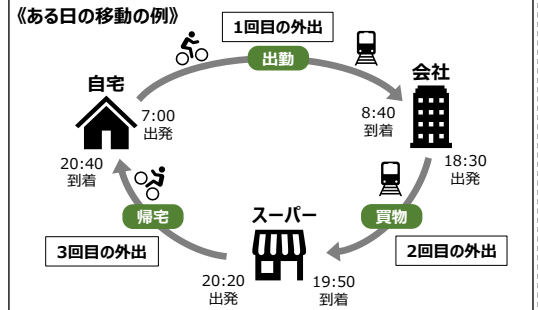 《ある日の移動の例》
1回目の外出
出勤
自宅
会社
7:00
出発
8:40
到着
20:40
到着
18:30
出発
帰宅
スーパー
買物
3回目の外出
2回目の外出
20:20
出発
19:50
到着